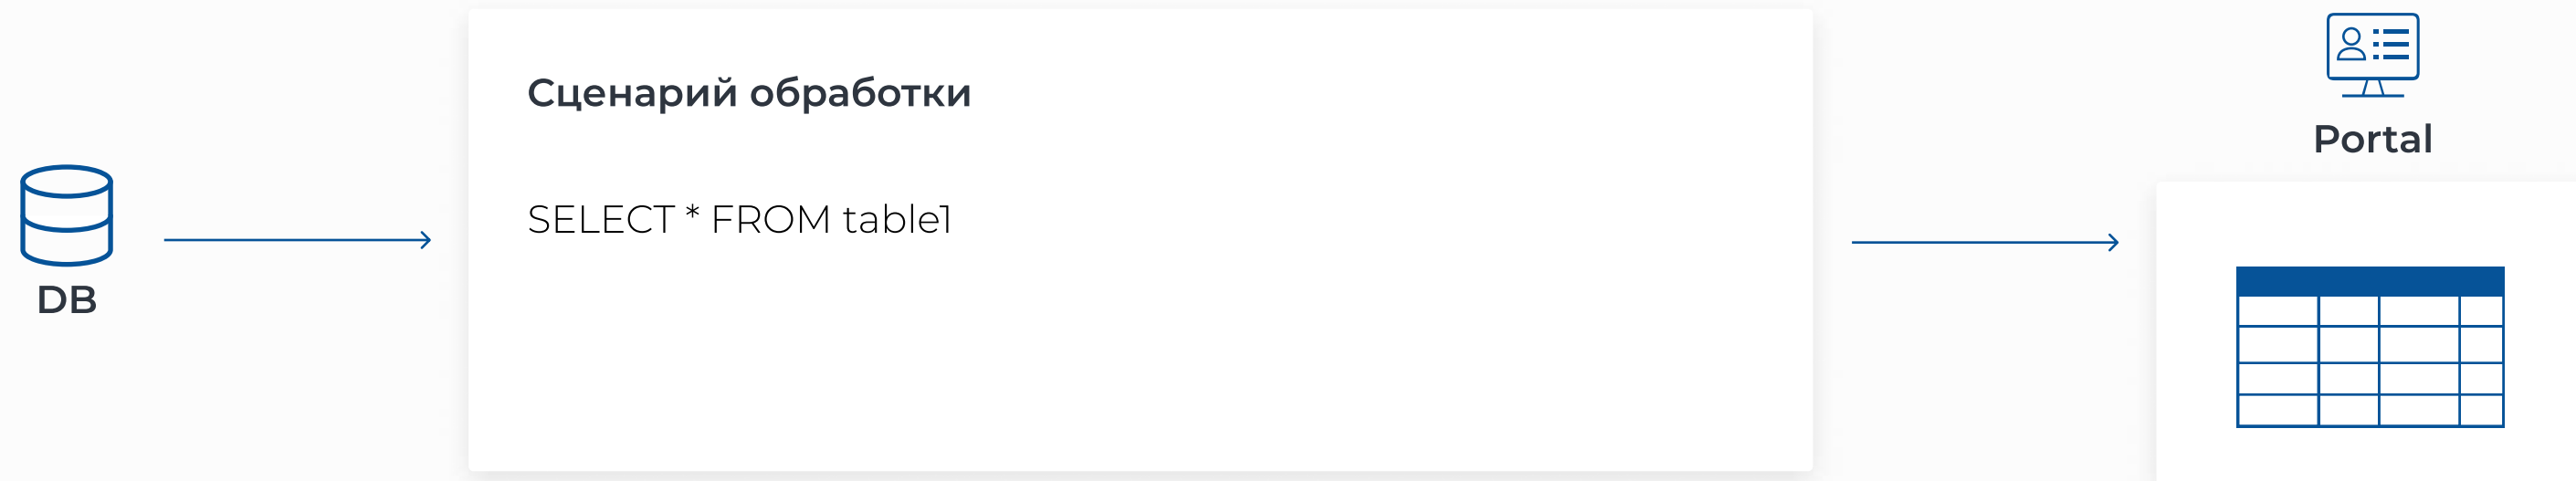 DB
Сценарий обработки
SELECT * FROM table1
Portal